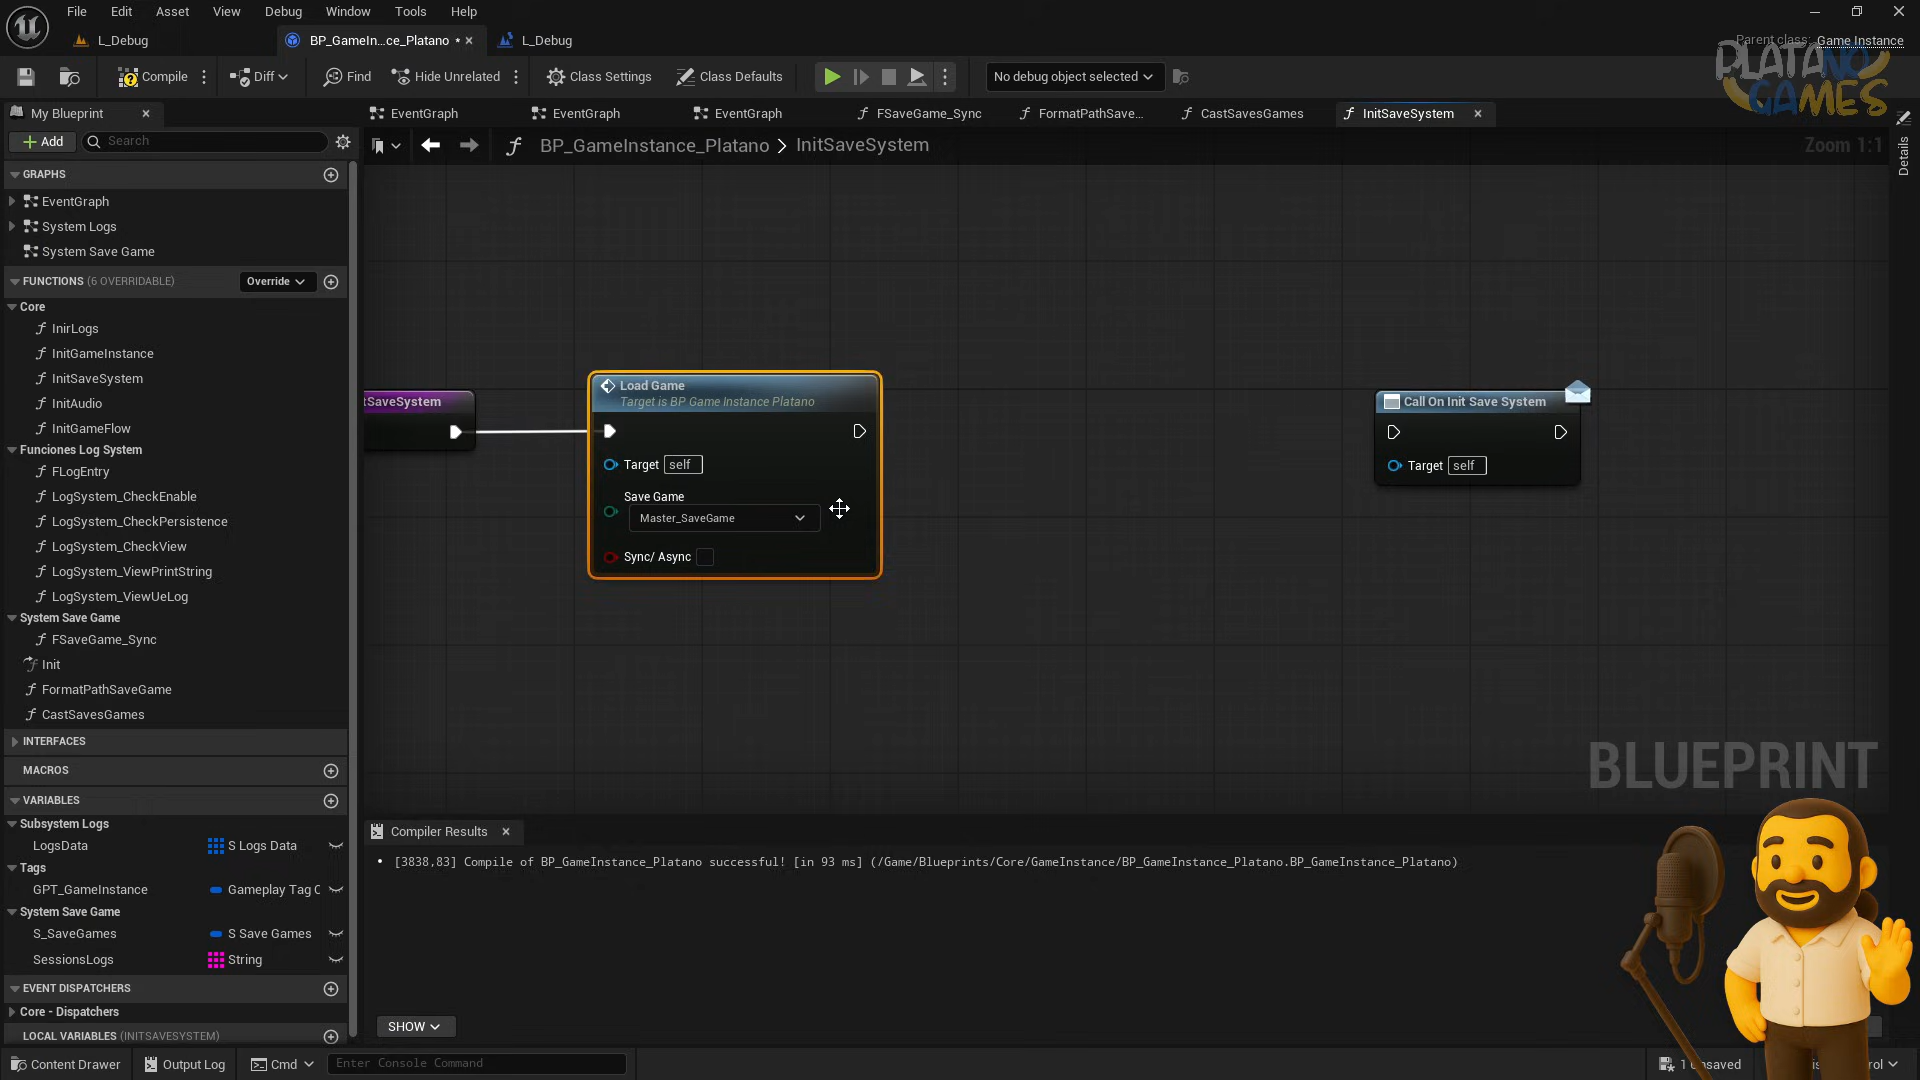 File Edit Asset View Debug Window Tools Help
L_Debug
BP_GameIn...ce_Platano
L_Debug
Parent class: Game Instance
PLATANO
GAMES
Compile
Diff
Find
Hide Unrelated
Class Settings
Class Defaults
No debug object selected
My Blueprint
EventGraph
EventGraph
EventGraph
FSaveGame_Sync
FormatPathSave...
CastSavesGames
InitSaveSystem
Details
Add
Search
BP_GameInstance_Platano > InitSaveSystem
Zoom 1:1
GRAPHS
EventGraph
System Logs
System Save Game
FUNCTIONS (6 OVERRIDABLE)
Override
Core
InirLogs
InitGameInstance
InitSaveSystem
InitAudio
InitGameFlow
Funciones Log System
FLogEntry
LogSystem_CheckEnable
LogSystem_CheckPersistence
LogSystem_CheckView
LogSystem_ViewPrintString
LogSystem_ViewUeLog
System Save Game
FSaveGame_Sync
Init
FormatPathSaveGame
CastSavesGames
INTERFACES
MACROS
VARIABLES
Subsystem Logs
LogsData S Logs Data
Tags
GPT_GameInstance Gameplay Tag C
System Save Game
S_SaveGames S Save Games
SessionsLogs String
EVENT DISPATCHERS
Core - Dispatchers
LOCAL VARIABLES (INITSAVESYSTEM)
tSaveSystem
Load Game
Target is BP Game Instance Platano
Target self
Save Game
Master_SaveGame
Sync/ Async
Call On Init Save System
Target self
BLUEPRINT
Compiler Results
[3838,83] Compile of BP_GameInstance_Platano successful! [in 93 ms] (/Game/Blueprints/Core/GameInstance/BP_GameInstance_Platano.BP_GameInstance_Platano)
SHOW
Content Drawer
Output Log
Cmd
Enter Console Command